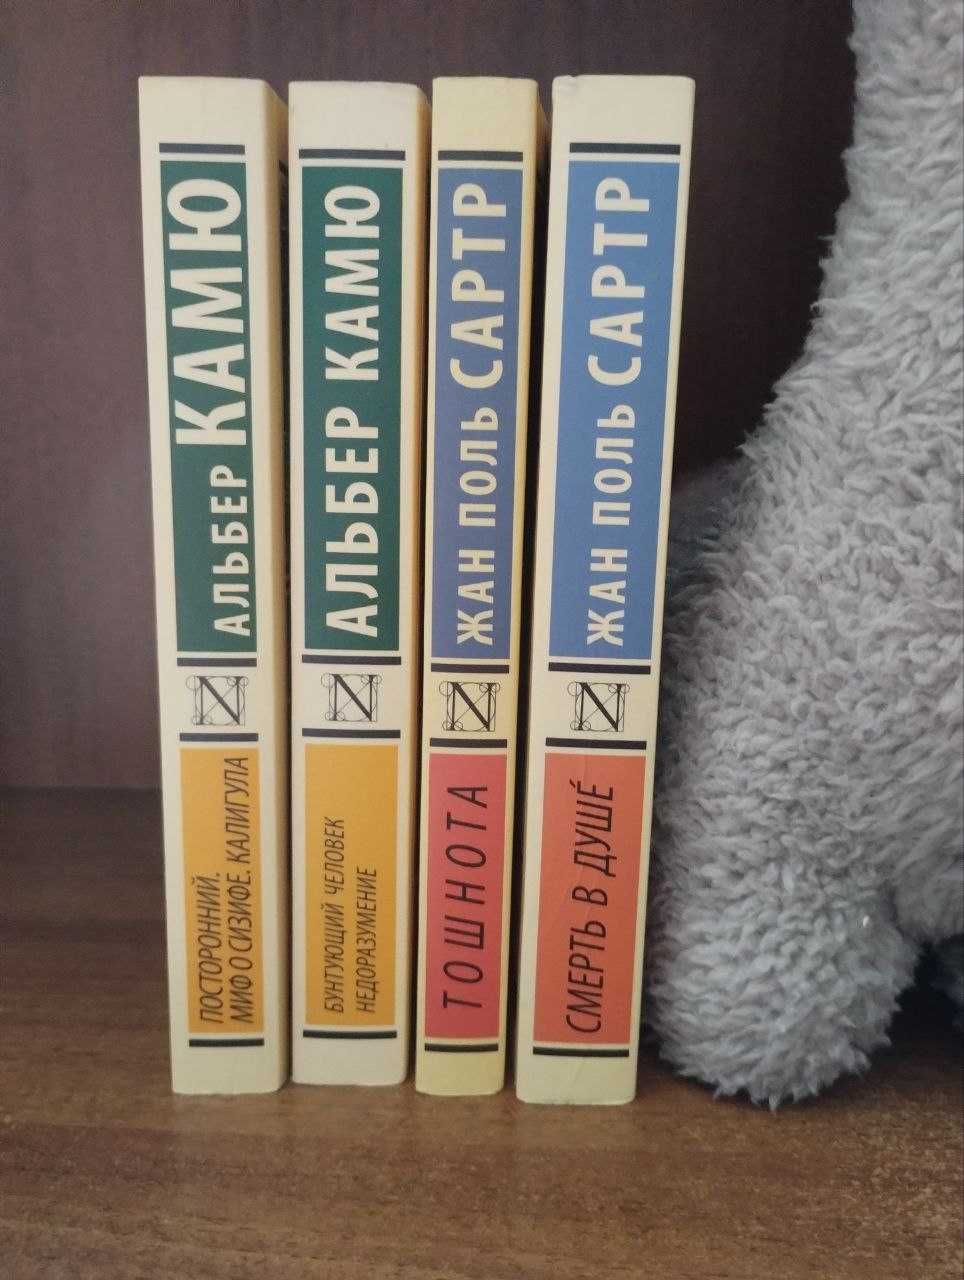 АЛЬБЕР КАМЮ
N
ПОСТОРОННИЙ.
МИФ О СИЗИФЕ. КАЛИГУЛА
АЛЬБЕР КАМЮ
N
БУНТУЮЩИЙ ЧЕЛОВЕК
НЕДОРАЗУМЕНИЕ
ЖАН ПОЛЬ САРТР
N
ТОШНОТА
ЖАН ПОЛЬ САРТР
N
СМЕРТЬ В ДУШЕ́